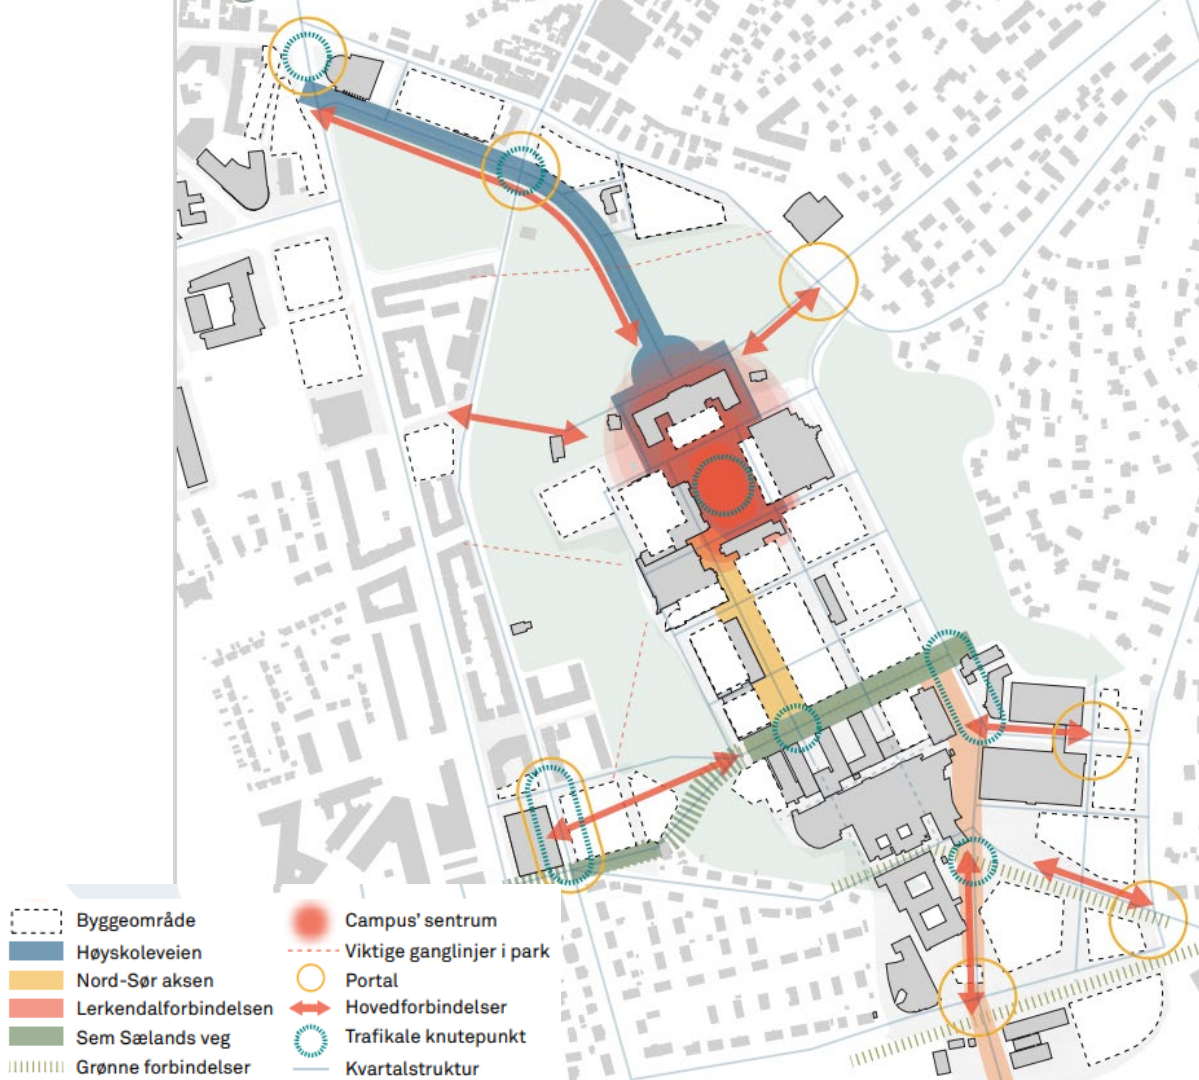 Byggeområde
Høyskoleveien
Nord-Sør aksen
Lerkendalforbindelsen
Sem Sælands veg
Grønne forbindelser
Campus' sentrum
Viktige ganglinjer i park
Portal
Hovedforbindelser
Trafikale knutepunkt
Kvartalstruktur